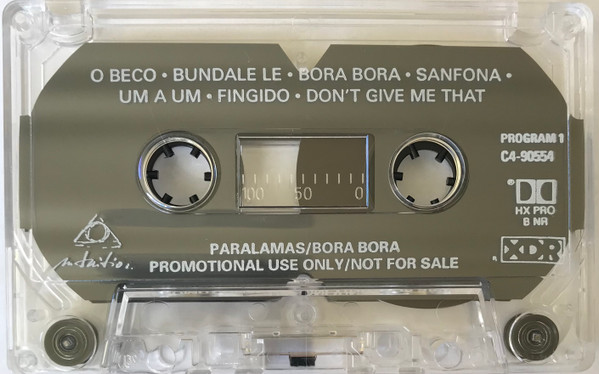 O BECO • BUNDALE LE • BORA BORA • SANFONA •
UM A UM • FINGIDO • DON'T GIVE ME THAT
PROGRAM 1
C4-90554
HX PRO
B NR
100 50 0
intuition.
PARALAMAS/BORA BORA
PROMOTIONAL USE ONLY/NOT FOR SALE
XDR